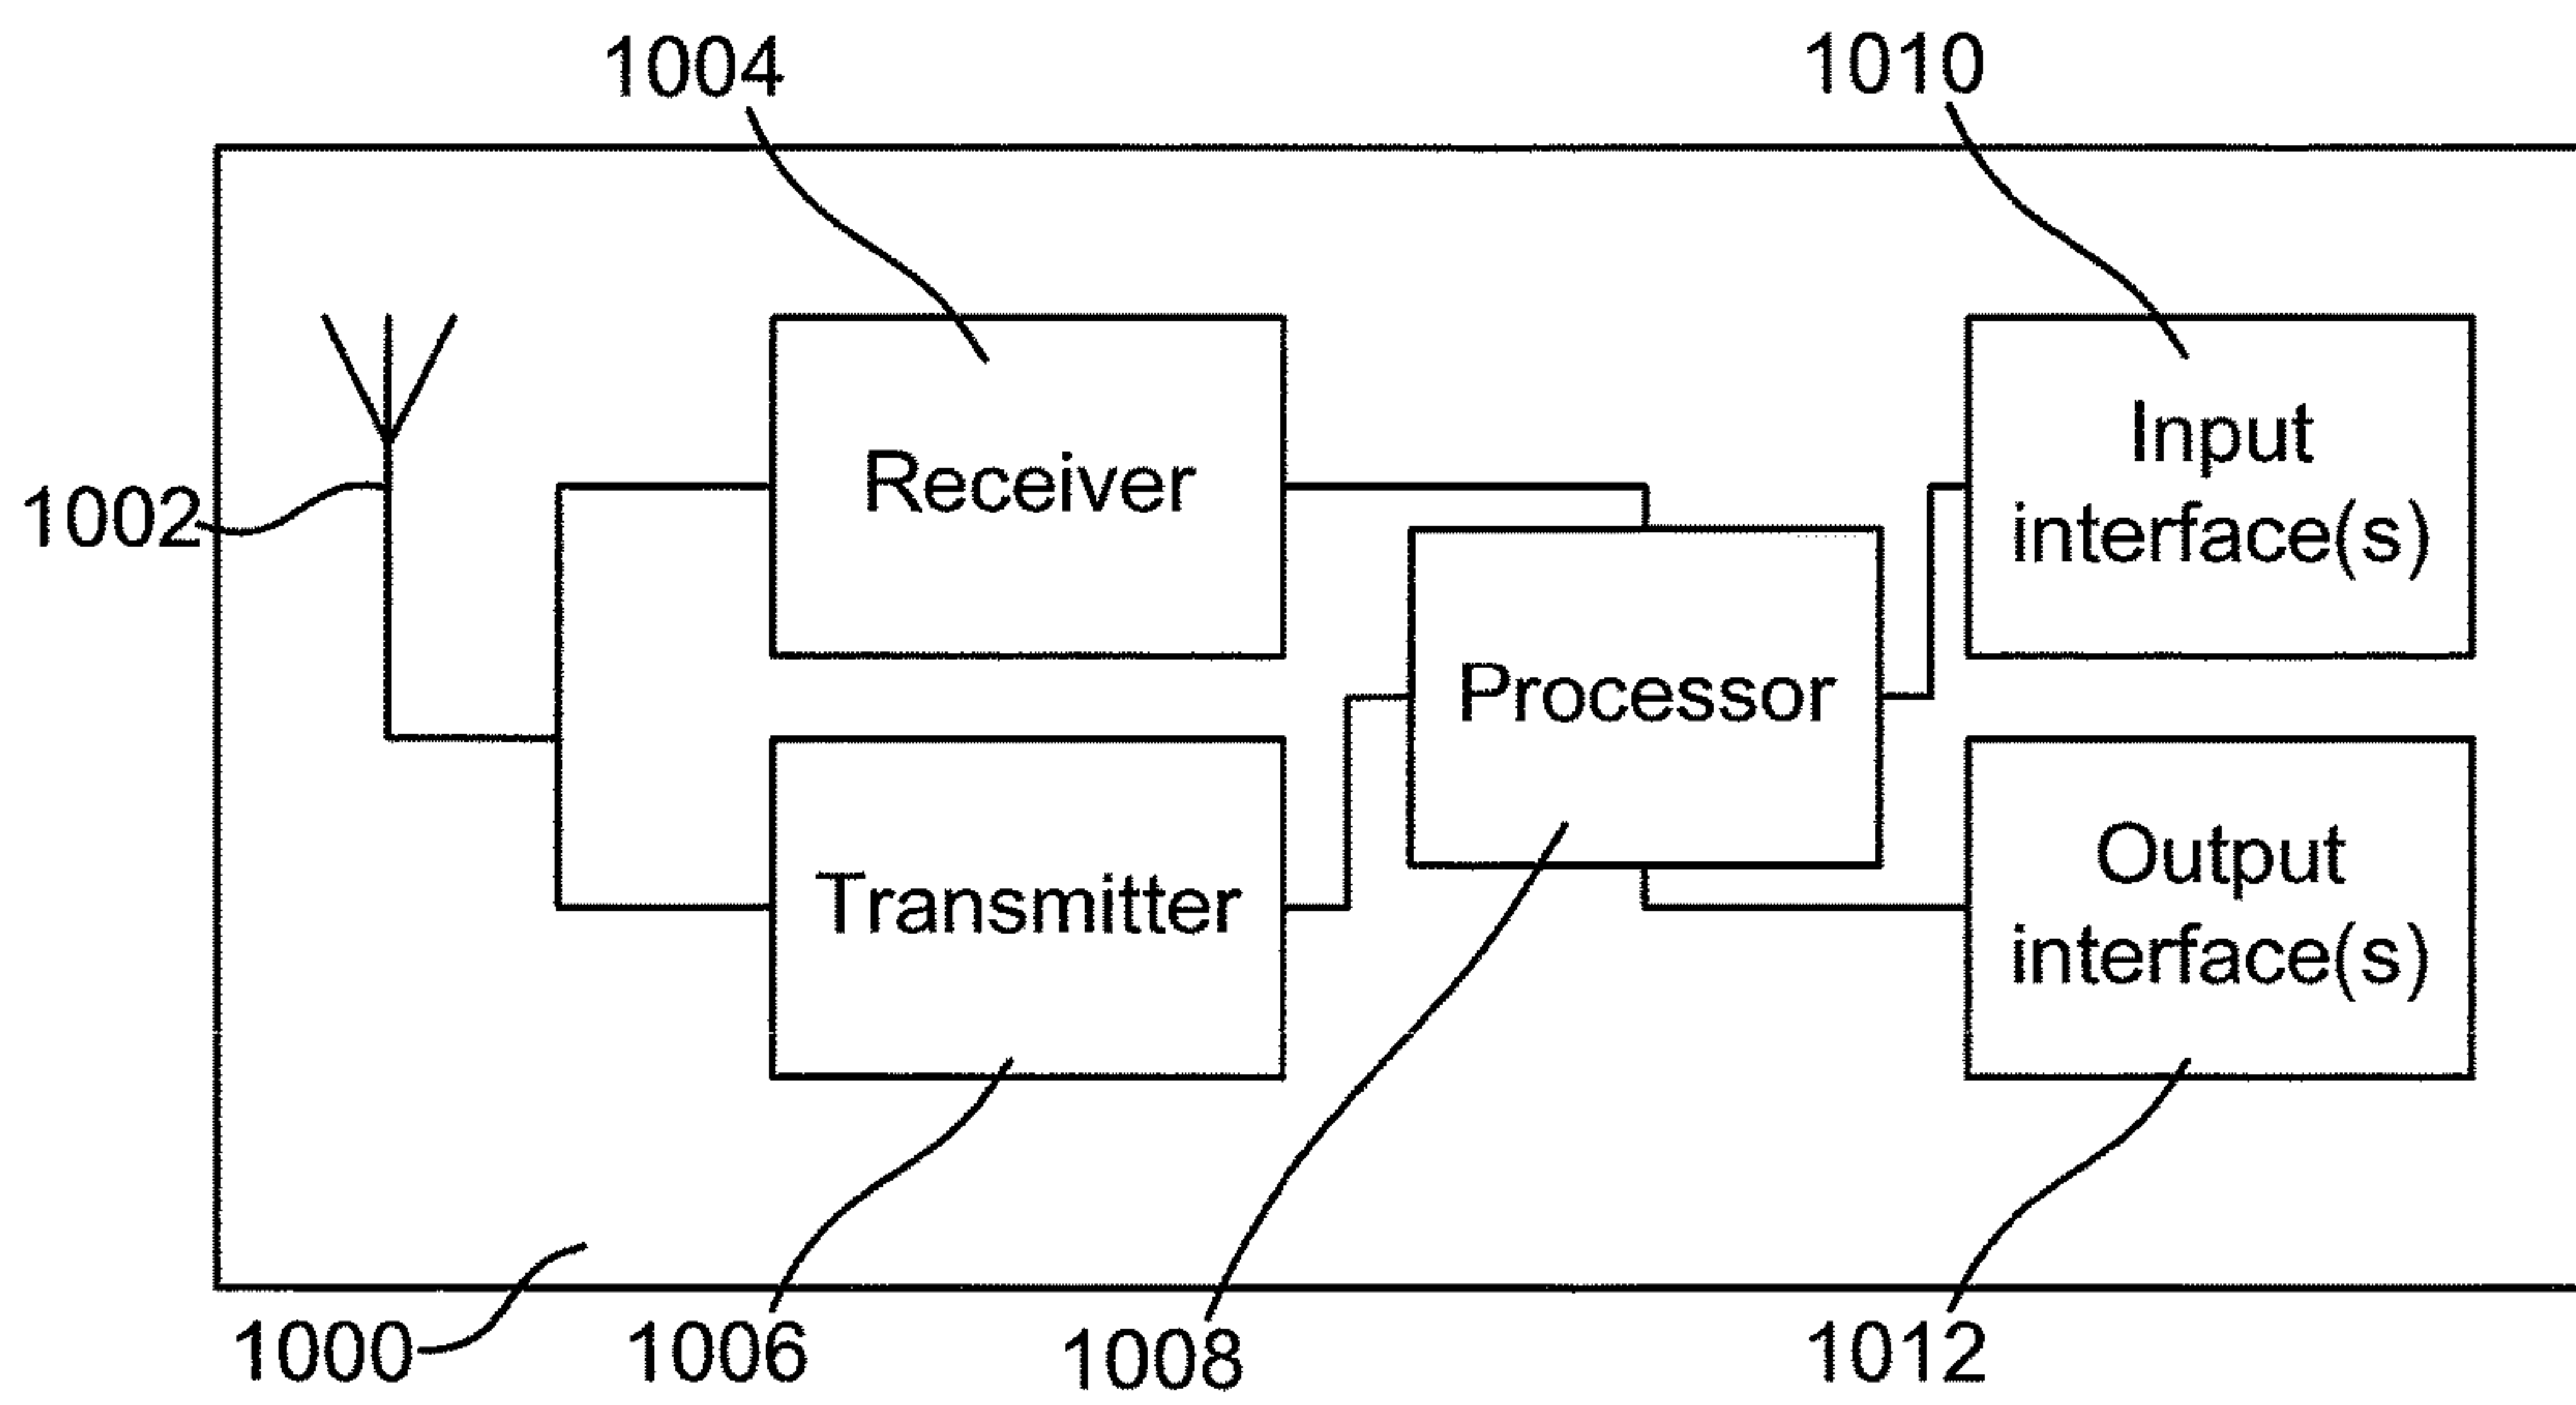 1004
1010
Receiver
Input
interface(s)
1002
Processor
Transmitter
Output
interface(s)
1000
1006
1008
1012